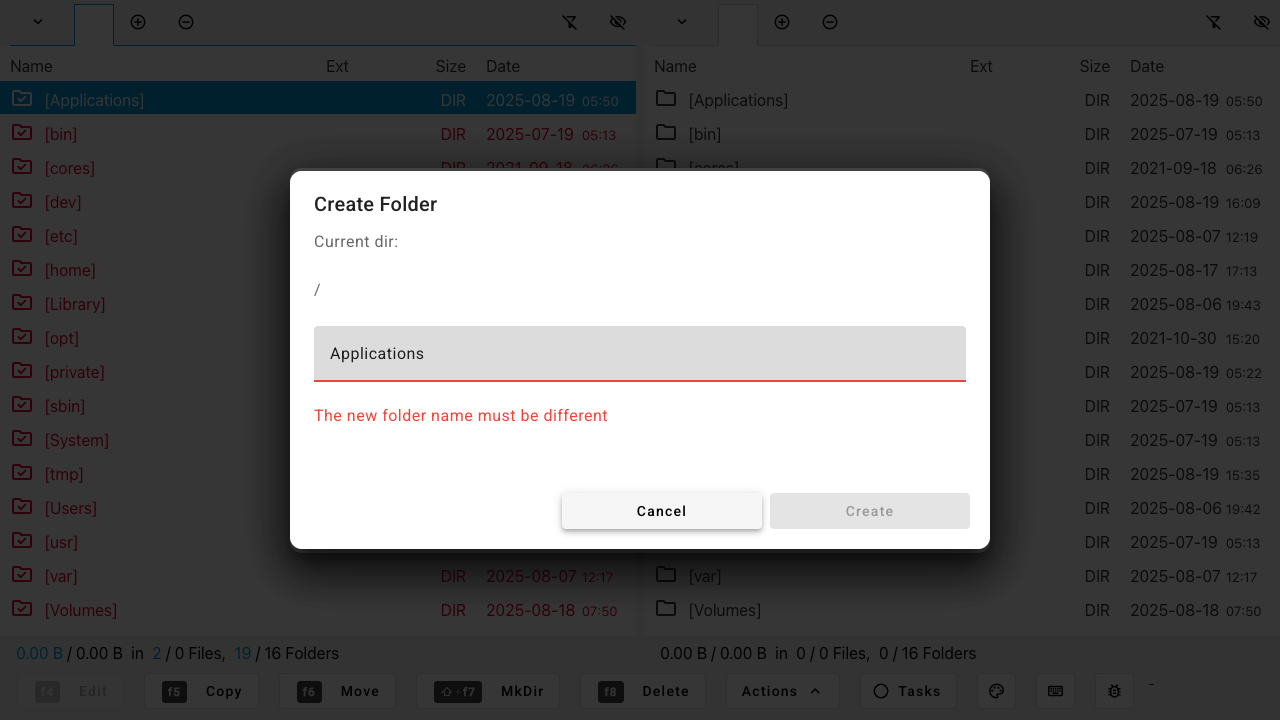 Name Ext Size Date Name Ext Size Date
[Applications] DIR 2025-08-19 05:50 [Applications] DIR 2025-08-19 05:50
[bin] DIR 2025-07-19 05:13 [bin] DIR 2025-07-19 05:13
[cores] DIR 2021-09-18 06:26 [cores] DIR 2021-09-18 06:26
[dev] DIR 2025-08-19 16:09
[etc] DIR 2025-08-07 12:19
[home] DIR 2025-08-17 17:13
[Library] DIR 2025-08-06 19:43
[opt] DIR 2021-10-30 15:20
[private] DIR 2025-08-19 05:22
[sbin] DIR 2025-07-19 05:13
[System] DIR 2025-07-19 05:13
[tmp] DIR 2025-08-19 15:35
[Users] DIR 2025-08-06 19:42
[usr] DIR 2025-07-19 05:13
[var] DIR 2025-08-07 12:17 [var] DIR 2025-08-07 12:17
[Volumes] DIR 2025-08-18 07:50 [Volumes] DIR 2025-08-18 07:50
Create Folder
Current dir:
/
Applications
The new folder name must be different
Cancel Create
0.00 B / 0.00 B in 2 / 0 Files, 19 / 16 Folders 0.00 B / 0.00 B in 0 / 0 Files, 0 / 16 Folders
f4 Edit f5 Copy f6 Move ⇧-f7 MkDir f8 Delete Actions Tasks -